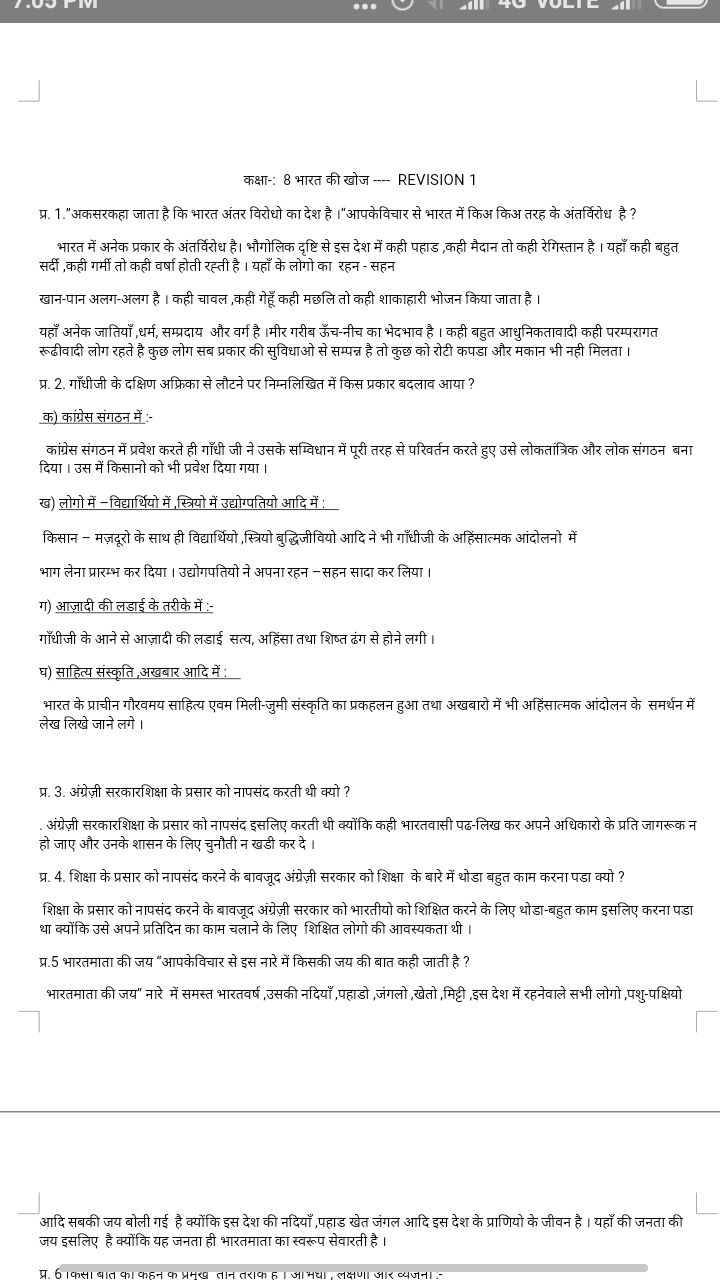 7.05 PM 4G VoLTE
कक्षा-: 8 भारत की खोज ---- REVISION 1
प्र. 1.”अकसरकहा जाता है कि भारत अंतर विरोधो का देश है ।“आपकेविचार से भारत में किअ किअ तरह के अंतर्विरोध है ?
भारत में अनेक प्रकार के अंतर्विरोध है। भौगोलिक दृष्टि से इस देश में कही पहाड ,कही मैदान तो कही रेगिस्तान है । यहाँ कही बहुत
सर्दी ,कही गर्मी तो कही वर्षा होती रह्ती है । यहाँ के लोगो का रहन - सहन
खान-पान अलग-अलग है । कही चावल ,कही गेहूँ कही मछलि तो कही शाकाहारी भोजन किया जाता है ।
यहाँ अनेक जातियाँ ,धर्म, सम्प्रदाय और वर्ग है ।मीर गरीब ऊँच-नीच का भेदभाव है । कही बहुत आधुनिकतावादी कही परम्परागत
रूढीवादी लोग रहते है कुछ लोग सब प्रकार की सुविधाओ से सम्पन्न है तो कुछ को रोटी कपडा और मकान भी नही मिलता ।
प्र. 2. गाँधीजी के दक्षिण अफ्रिका से लौटने पर निम्नलिखित में किस प्रकार बदलाव आया ?
क) कांग्रेस संगठन में :-
कांग्रेस संगठन में प्रवेश करते ही गाँधी जी ने उसके सम्विधान में पूरी तरह से परिवर्तन करते हुए उसे लोकतांत्रिक और लोक संगठन बना
दिया । उस में किसानो को भी प्रवेश दिया गया ।
ख) लोगो में –विद्यार्थियो में ,स्त्रियो में उद्योग्पतियो आदि में :
किसान – मज़दूरो के साथ ही विद्यार्थियो ,स्त्रियो बुद्धिजीवियो आदि ने भी गाँधीजी के अहिंसात्मक आंदोलनो में
भाग लेना प्रारम्भ कर दिया । उद्योगपतियो ने अपना रहन –सहन सादा कर लिया ।
ग) आज़ादी की लडाई के तरीके में :-
गाँधीजी के आने से आज़ादी की लडाई सत्य, अहिंसा तथा शिष्त ढंग से होने लगी ।
घ) साहित्य संस्कृति ,अखबार आदि में :
भारत के प्राचीन गौरवमय साहित्य एवम मिली-जुमी संस्कृति का प्रकहलन हुआ तथा अखबारो में भी अहिंसात्मक आंदोलन के समर्थन में
लेख लिखे जाने लगे ।
प्र. 3. अंग्रेज़ी सरकारशिक्षा के प्रसार को नापसंद करती थी क्यो ?
. अंग्रेज़ी सरकारशिक्षा के प्रसार को नापसंद इसलिए करती थी क्योंकि कही भारतवासी पढ-लिख कर अपने अधिकारो के प्रति जागरूक न
हो जाए और उनके शासन के लिए चुनौती न खडी कर दे ।
प्र. 4. शिक्षा के प्रसार को नापसंद करने के बावजूद अंग्रेज़ी सरकार को शिक्षा के बारे में थोडा बहुत काम करना पडा क्यो ?
शिक्षा के प्रसार को नापसंद करने के बावजूद अंग्रेज़ी सरकार को भारतीयो को शिक्षित करने के लिए थोडा-बहुत काम इसलिए करना पडा
था क्योंकि उसे अपने प्रतिदिन का काम चलाने के लिए शिक्षित लोगो की आवस्यकता थी ।
प्र.5 भारतमाता की जय “आपकेविचार से इस नारे में किसकी जय की बात कही जाती है ?
भारतमाता की जय” नारे में समस्त भारतवर्ष ,उसकी नदियाँ ,पहाडो ,जंगलो ,खेतो ,मिट्टी ,इस देश में रहनेवाले सभी लोगो ,पशु-पक्षियो
आदि सबकी जय बोली गई है क्योंकि इस देश की नदियाँ ,पहाड खेत जंगल आदि इस देश के प्राणियो के जीवन है । यहाँ की जनता की
जय इसलिए है क्योंकि यह जनता ही भारतमाता का स्वरूप सेवारती है ।
प्र. 6 किसी बात को कहने के प्रमुख तीन तरीके है । अभिधा , लक्षणा और व्यंजना :-